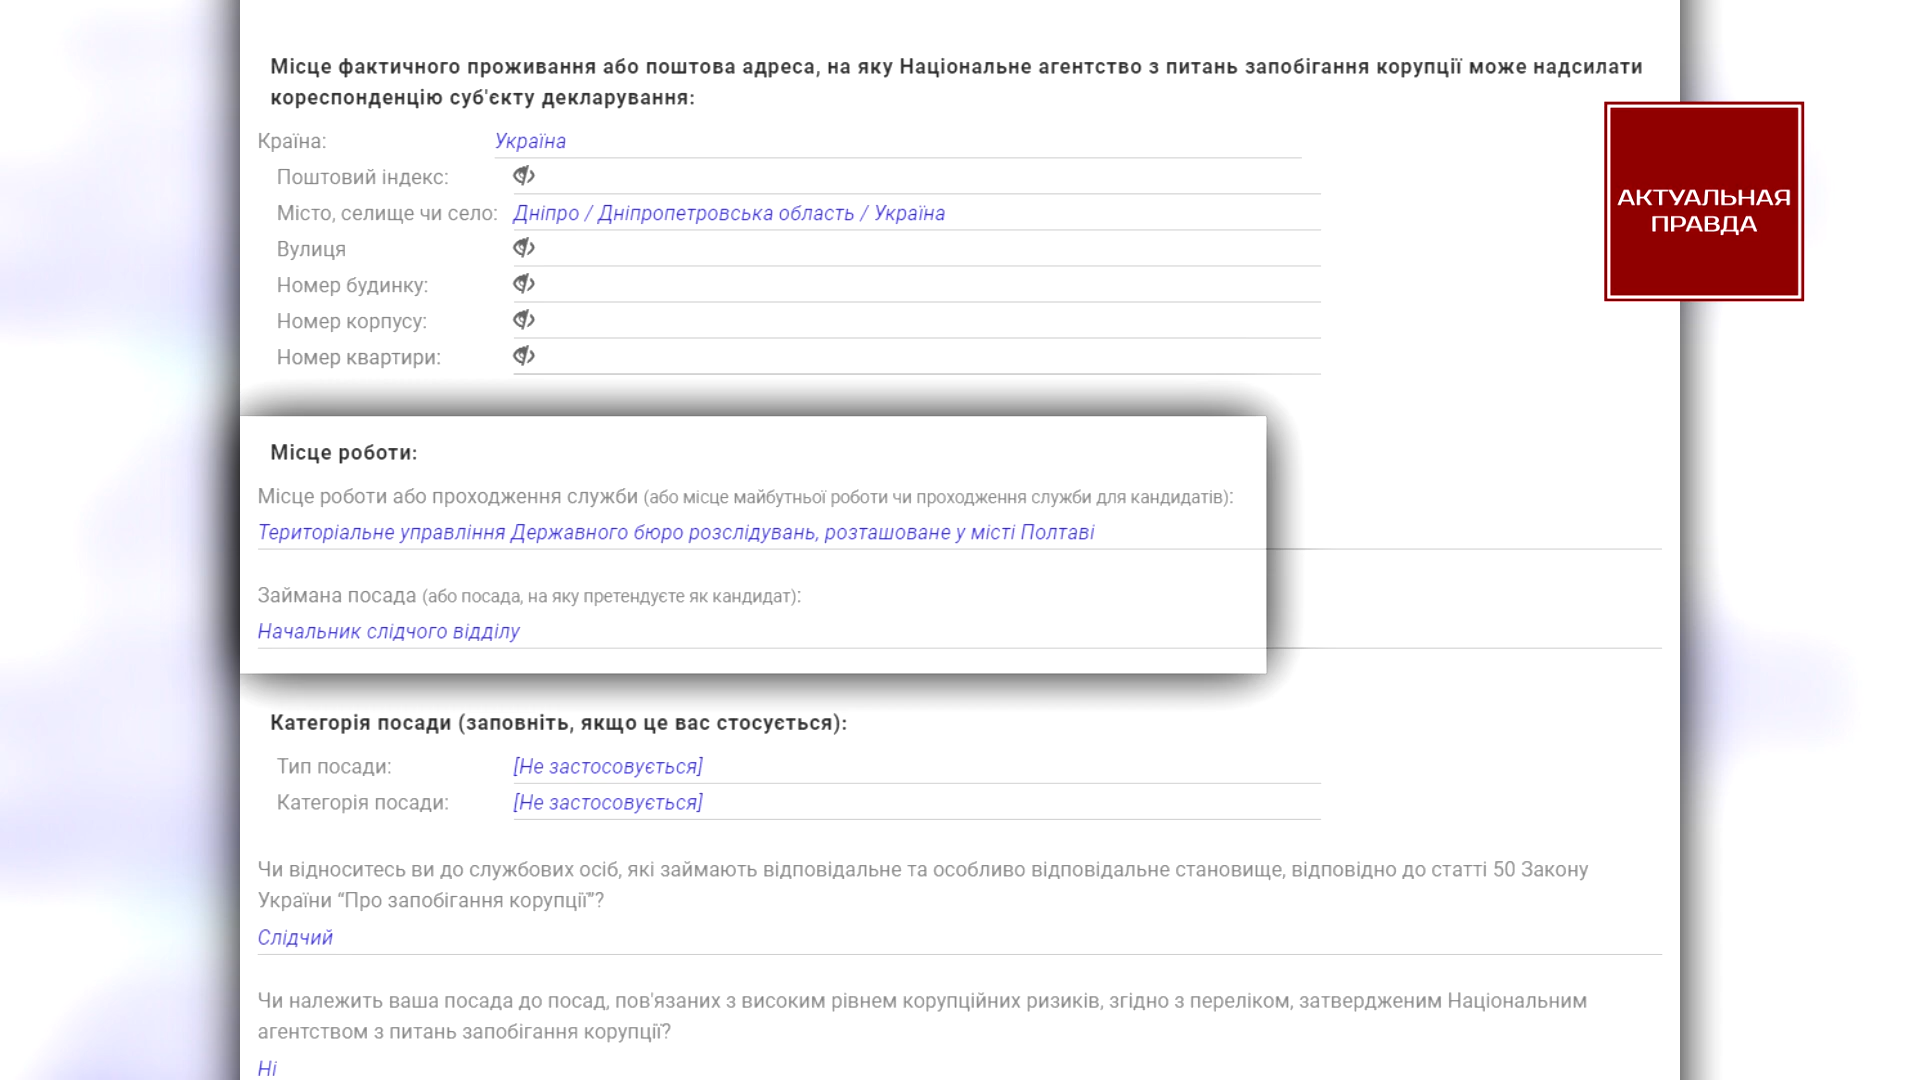 Місце фактичного проживання або поштова адреса, на яку Національне агентство з питань запобігання корупції може надсилати
кореспонденцію суб'єкту декларування:
Країна: Україна
Поштовий індекс:
Місто, селище чи село: Дніпро / Дніпропетровська область / Україна
Вулиця
Номер будинку:
Номер корпусу:
Номер квартири:
АКТУАЛЬНАЯ
ПРАВДА
Місце роботи:
Місце роботи або проходження служби (або місце майбутньої роботи чи проходження служби для кандидатів):
Територіальне управління Державного бюро розслідувань, розташоване у місті Полтаві
Займана посада (або посада, на яку претендуєте як кандидат):
Начальник слідчого відділу
Категорія посади (заповніть, якщо це вас стосується):
Тип посади: [Не застосовується]
Категорія посади: [Не застосовується]
Чи відноситесь ви до службових осіб, які займають відповідальне та особливо відповідальне становище, відповідно до статті 50 Закону
України “Про запобігання корупції”?
Слідчий
Чи належить ваша посада до посад, пов'язаних з високим рівнем корупційних ризиків, згідно з переліком, затвердженим Національним
агентством з питань запобігання корупції?
Ні